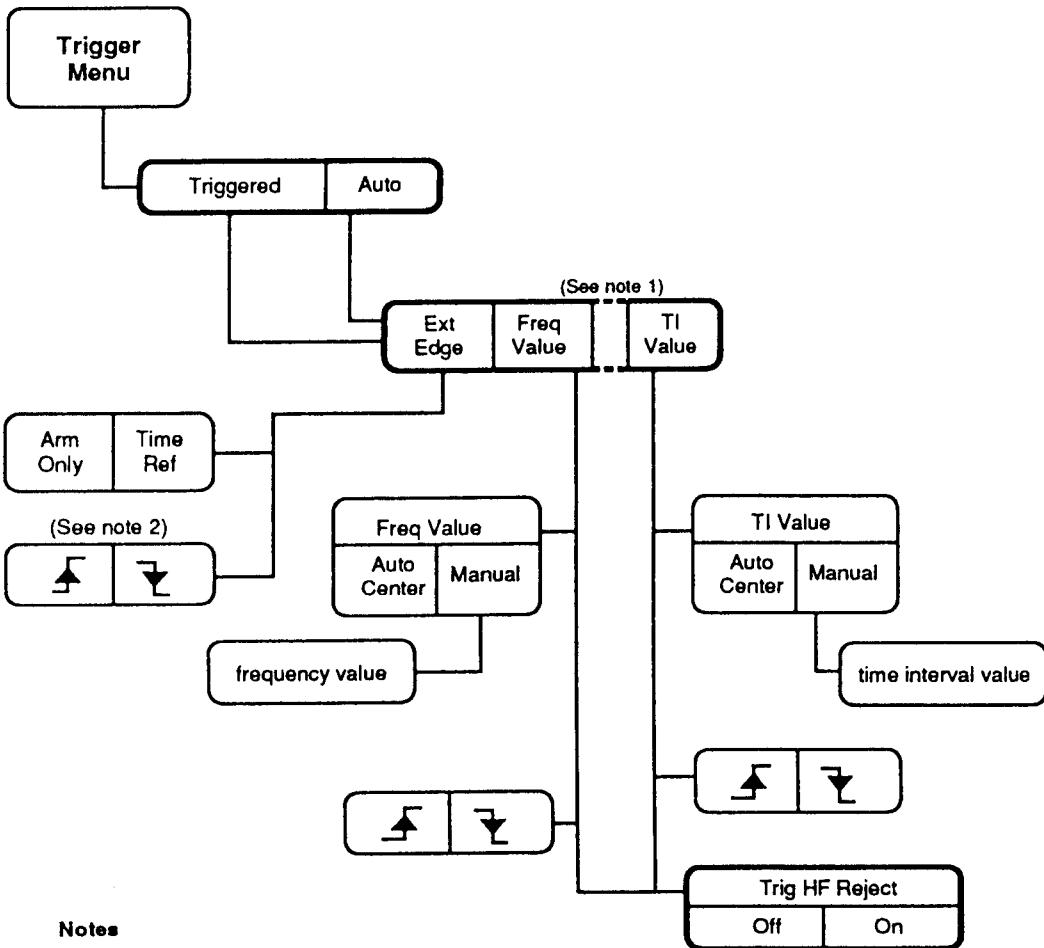 Trigger
Menu
Triggered
Auto
(See note 1)
Ext
Edge
Freq
Value
TI
Value
Arm
Only
Time
Ref
(See note 2)
Freq Value
Auto
Center
Manual
frequency value
TI Value
Auto
Center
Manual
time interval value
Trig HF Reject
Off
On
Notes